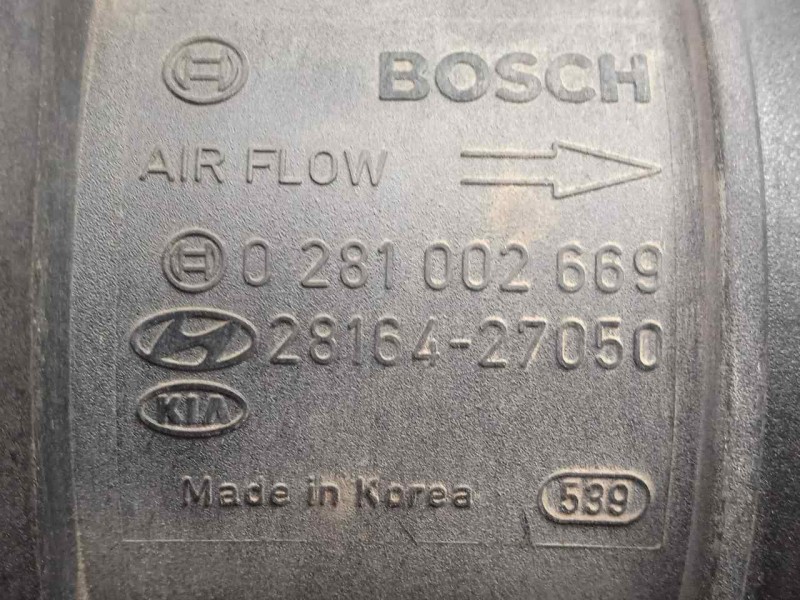 BOSCH
AIR FLOW
0 281 002 669
28164-27050
KIA
Made in Korea 539